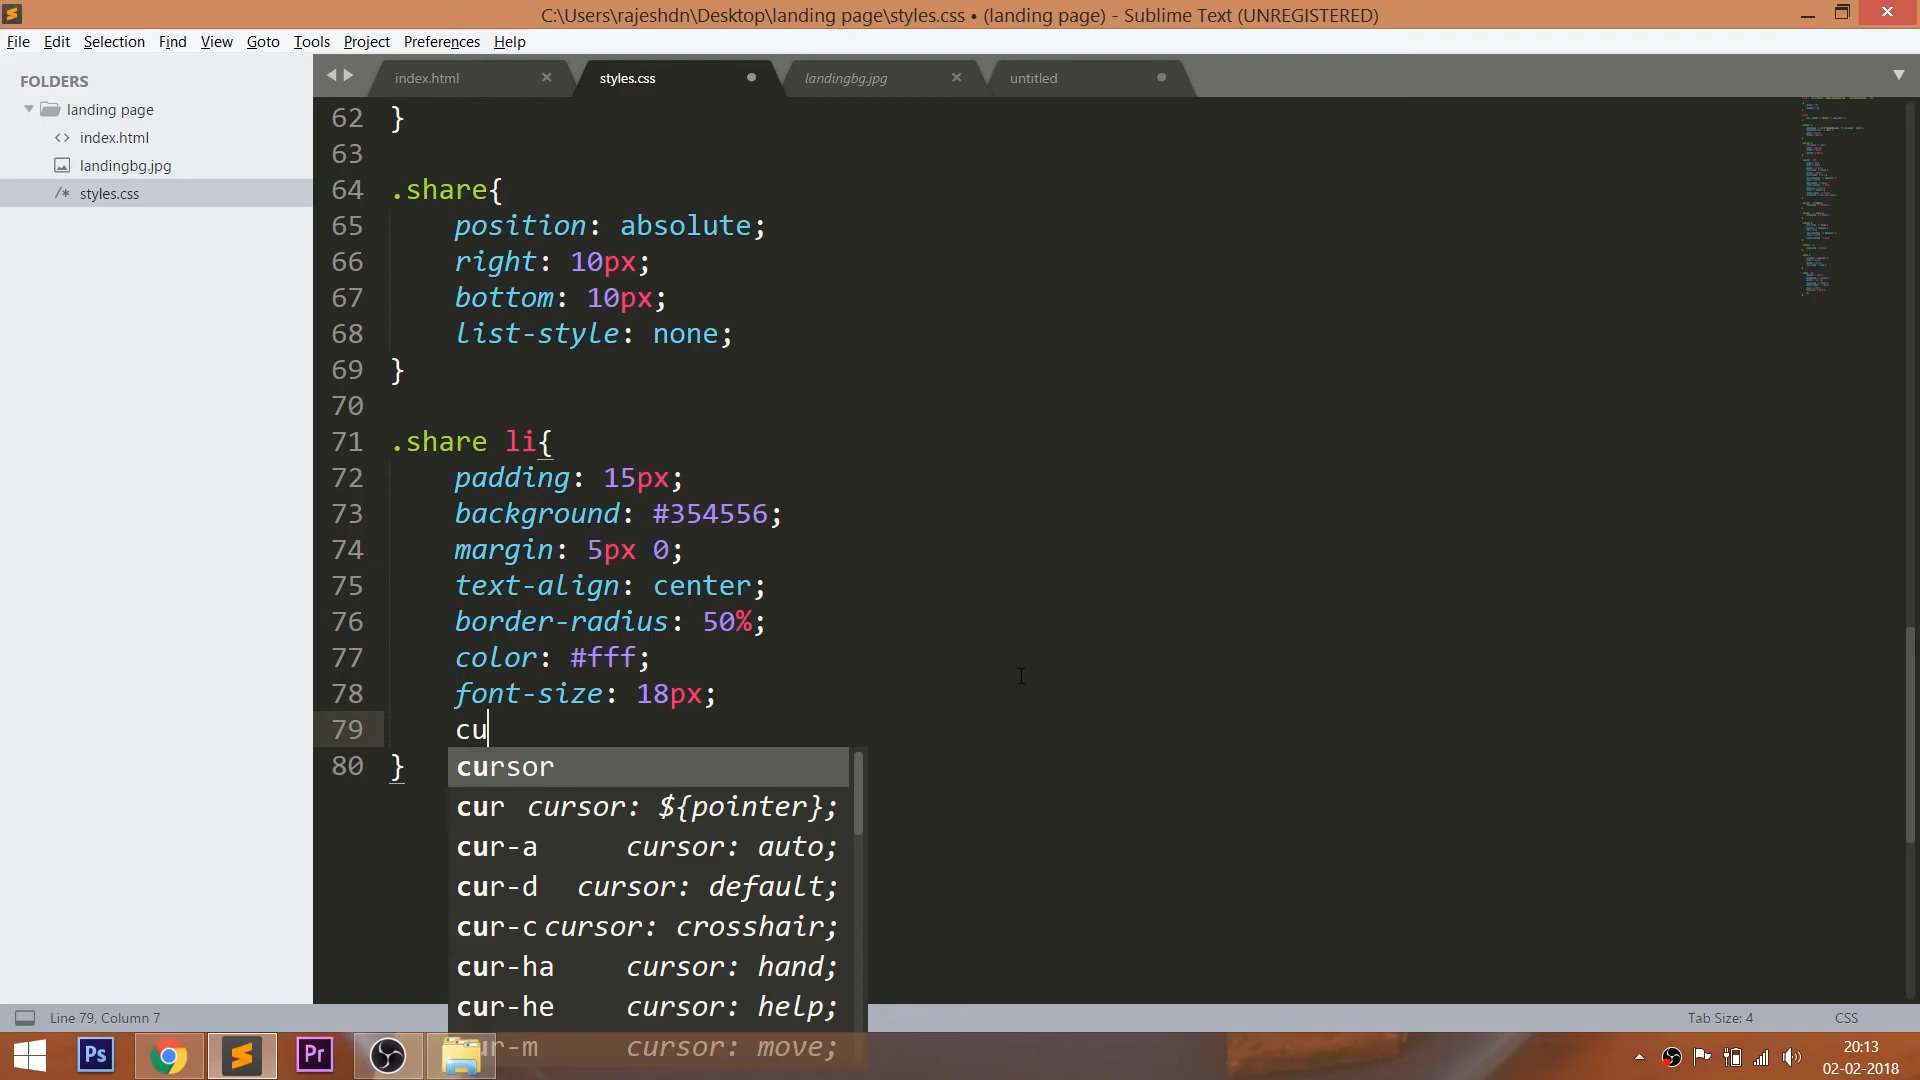 C:\Users\rajeshdn\Desktop\landing page\styles.css • (landing page) - Sublime Text (UNREGISTERED)
File Edit Selection Find View Goto Tools Project Preferences Help
FOLDERS
landing page
<> index.html
landingbg.jpg
/* styles.css
index.html
styles.css
landingbg.jpg
untitled
62 }
63
64 .share{
65 position: absolute;
66 right: 10px;
67 bottom: 10px;
68 list-style: none;
69 }
70
71 .share li{
72 padding: 15px;
73 background: #354556;
74 margin: 5px 0;
75 text-align: center;
76 border-radius: 50%;
77 color: #fff;
78 font-size: 18px;
79 cu
80 }
cursor
cur cursor: ${pointer};
cur-a cursor: auto;
cur-d cursor: default;
cur-c cursor: crosshair;
cur-ha cursor: hand;
cur-he cursor: help;
cur-m cursor: move;
Line 79, Column 7
Tab Size: 4
CSS
Ps
Pr
20:13
02-02-2018